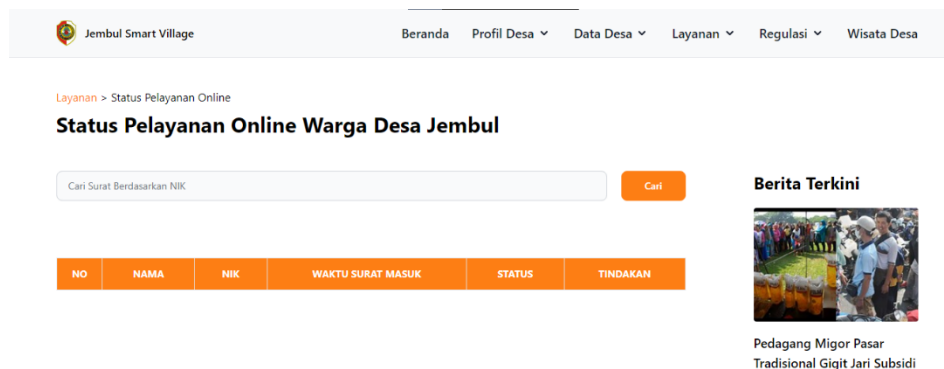 Jembul Smart Village
Beranda Profil Desa Data Desa Layanan Regulasi Wisata Desa
Layanan > Status Pelayanan Online
Status Pelayanan Online Warga Desa Jembul
Cari Surat Berdasarkan NIK
Cari
NO NAMA NIK WAKTU SURAT MASUK STATUS TINDAKAN
Berita Terkini
Pedagang Migor Pasar
Tradisional Gigit Jari Subsidi